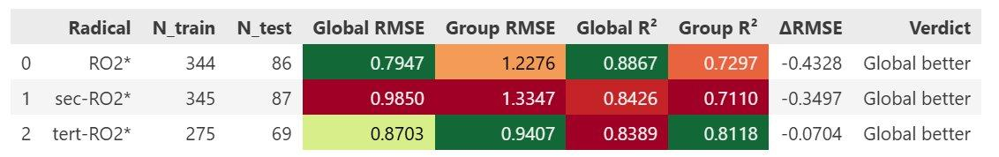 Radical N_train N_test Global RMSE Group RMSE Global R² Group R² ΔRMSE Verdict
0 RO2* 344 86 0.7947 1.2276 0.8867 0.7297 -0.4328 Global better
1 sec-RO2* 345 87 0.9850 1.3347 0.8426 0.7110 -0.3497 Global better
2 tert-RO2* 275 69 0.8703 0.9407 0.8389 0.8118 -0.0704 Global better